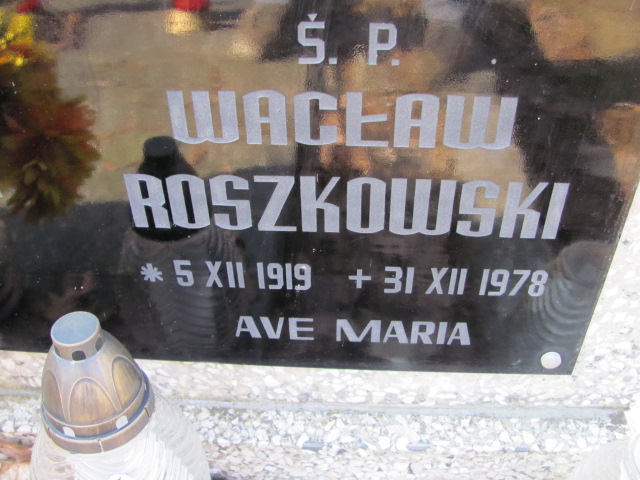 Ś. P.
WACŁAW
ROSZKOWSKI
* 5 XII 1919 + 31 XII 1978
AVE MARIA